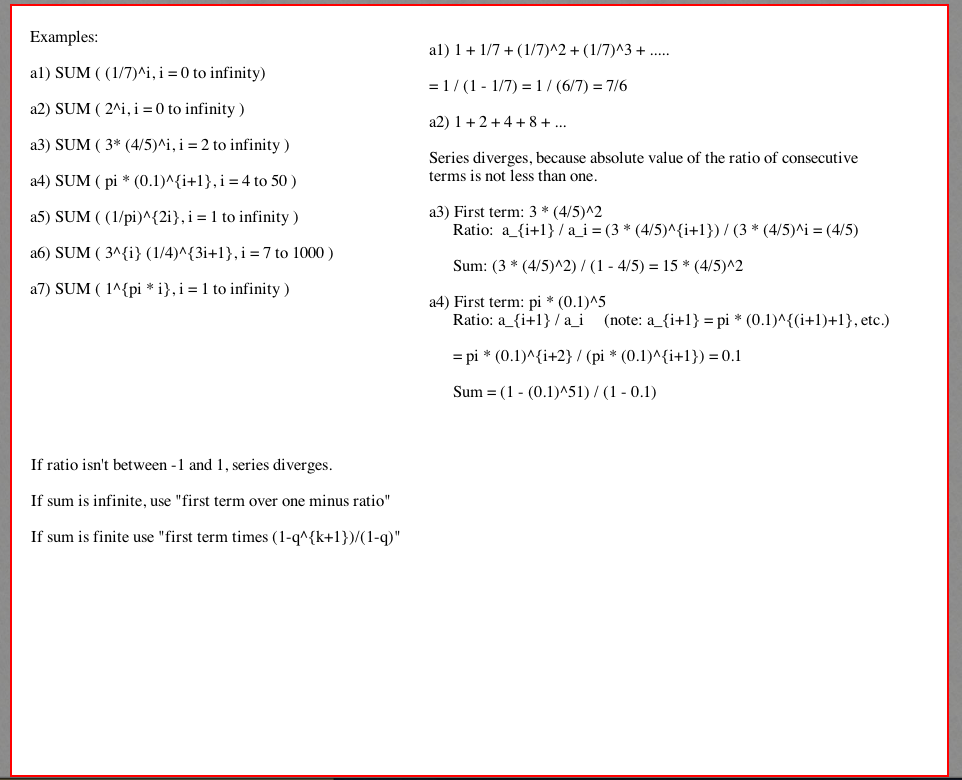 Examples:
a1) SUM ( (1/7)^i, i = 0 to infinity)
a2) SUM ( 2^i, i = 0 to infinity )
a3) SUM ( 3* (4/5)^i, i = 2 to infinity )
a4) SUM ( pi * (0.1)^{i+1}, i = 4 to 50 )
a5) SUM ( (1/pi)^{2i}, i = 1 to infinity )
a6) SUM ( 3^{i} (1/4)^{3i+1}, i = 7 to 1000 )
a7) SUM ( 1^{pi * i}, i = 1 to infinity )
If ratio isn't between -1 and 1, series diverges.
If sum is infinite, use "first term over one minus ratio"
If sum is finite use "first term times (1-q^{k+1})/(1-q)"
a1) 1 + 1/7 + (1/7)^2 + (1/7)^3 + .....
= 1 / (1 - 1/7) = 1 / (6/7) = 7/6
a2) 1 + 2 + 4 + 8 + ...
Series diverges, because absolute value of the ratio of consecutive
terms is not less than one.
a3) First term: 3 * (4/5)^2
Ratio: a_{i+1} / a_i = (3 * (4/5)^{i+1}) / (3 * (4/5)^i = (4/5)
Sum: (3 * (4/5)^2) / (1 - 4/5) = 15 * (4/5)^2
a4) First term: pi * (0.1)^5
Ratio: a_{i+1} / a_i (note: a_{i+1} = pi * (0.1)^{(i+1)+1}, etc.)
= pi * (0.1)^{i+2} / (pi * (0.1)^{i+1}) = 0.1
Sum = (1 - (0.1)^51) / (1 - 0.1)